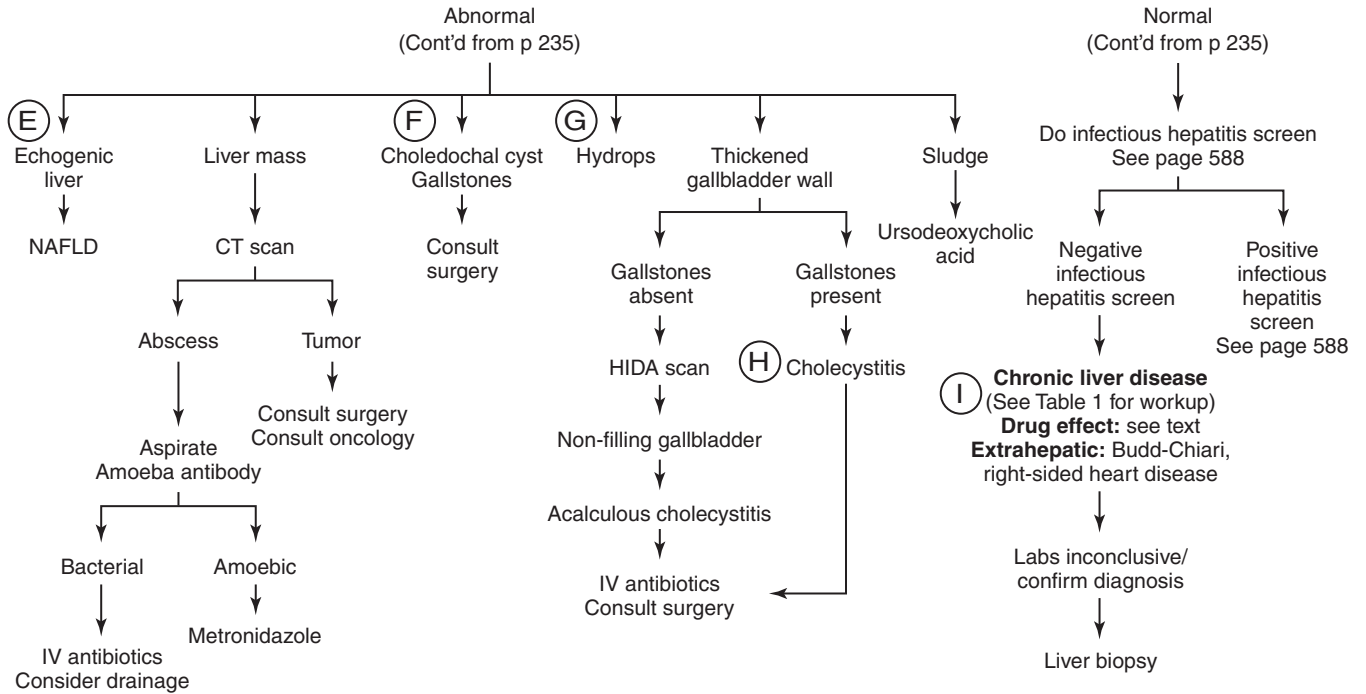 Abnormal
(Cont'd from p 235)
Normal
(Cont'd from p 235)
E
Echogenic
liver
NAFLD
Liver mass
CT scan
Abscess
Aspirate
Amoeba antibody
Bacterial
IV antibiotics
Consider drainage
Amoebic
Metronidazole
Tumor
Consult surgery
Consult oncology
F
Choledochal cyst
Gallstones
Consult
surgery
G
Hydrops
Thickened
gallbladder wall
Gallstones
absent
HIDA scan
Non-filling gallbladder
Acalculous cholecystitis
IV antibiotics
Consult surgery
Gallstones
present
H
Cholecystitis
Sludge
Ursodeoxycholic
acid
Do infectious hepatitis screen
See page 588
Negative
infectious
hepatitis screen
Positive
infectious
hepatitis
screen
See page 588
I
Chronic liver disease
(See Table 1 for workup)
Drug effect: see text
Extrahepatic: Budd-Chiari,
right-sided heart disease
Labs inconclusive/
confirm diagnosis
Liver biopsy